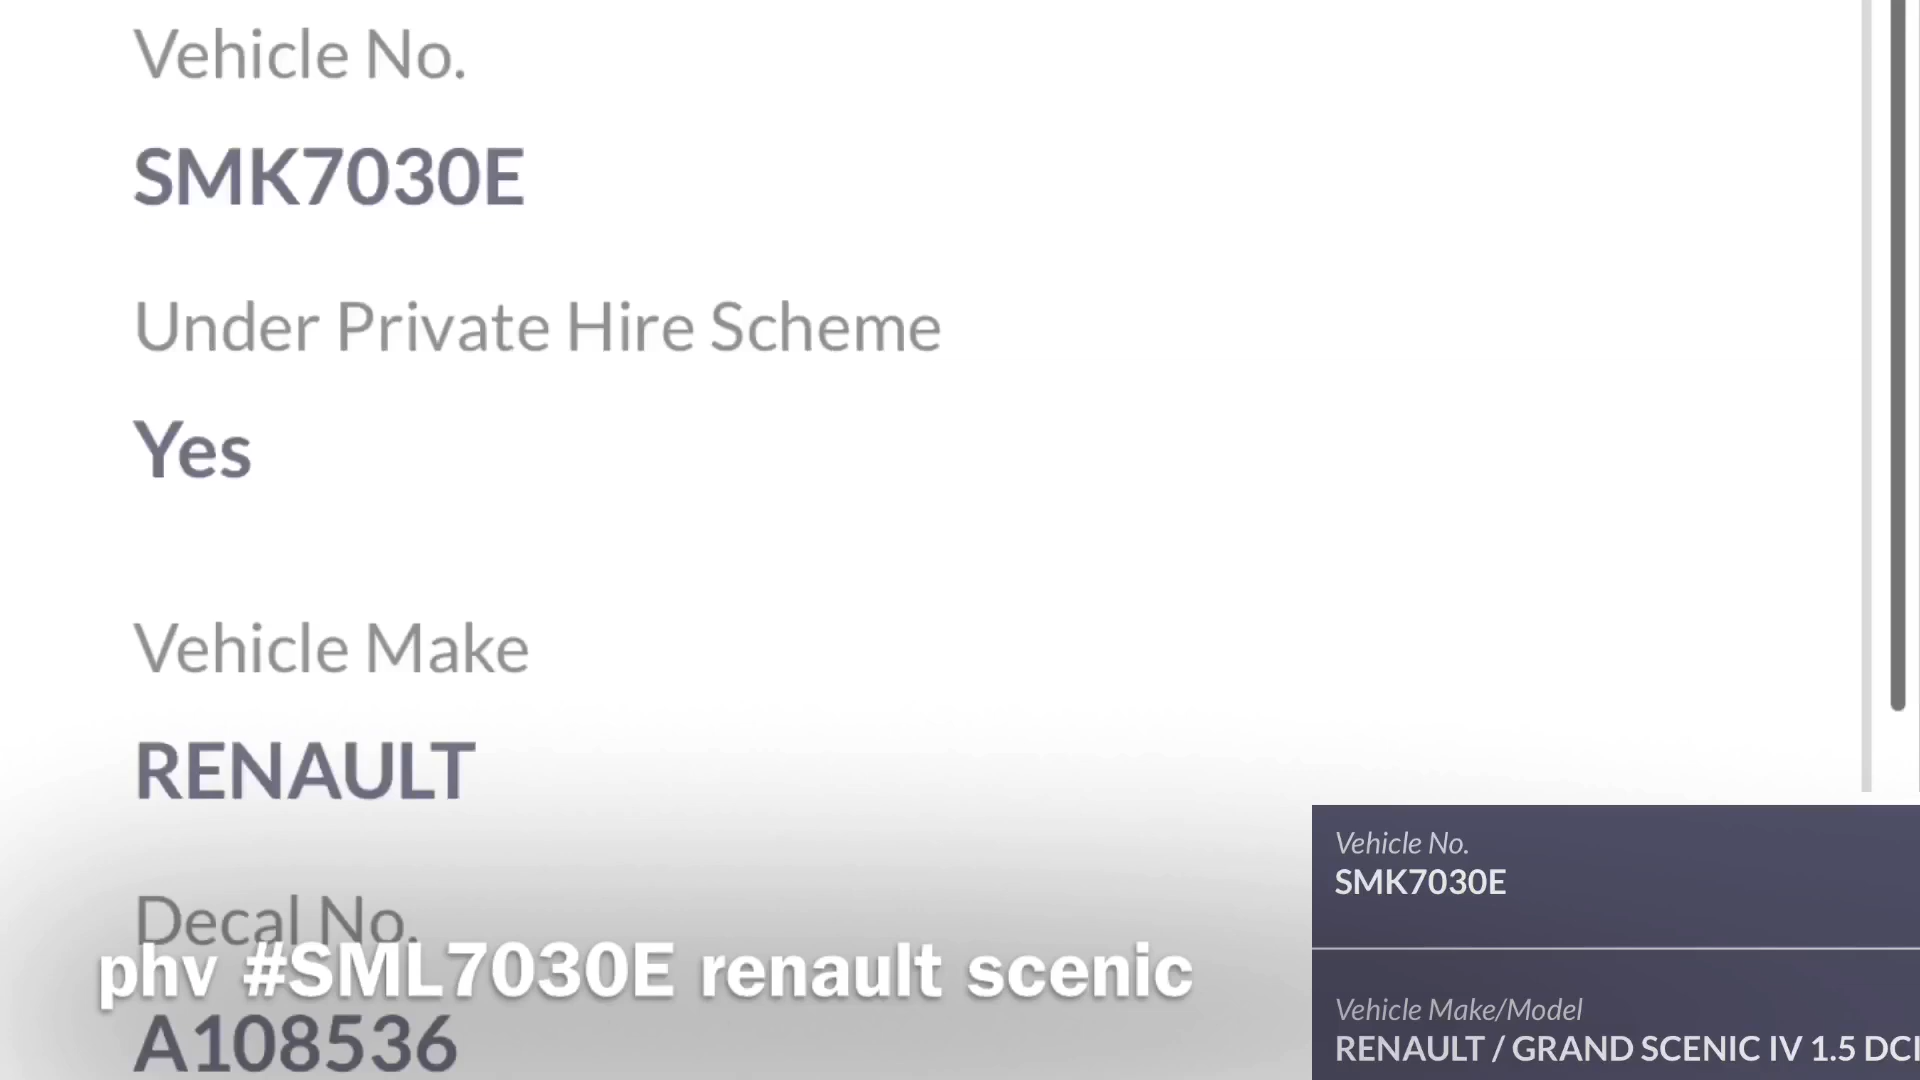 Vehicle No.
SMK7030E
Under Private Hire Scheme
Yes
Vehicle Make
RENAULT
Decal No.
phv #SML7030E renault scenic
A108536
Vehicle No.
SMK7030E
Vehicle Make/Model
RENAULT / GRAND SCENIC IV 1.5 DCI